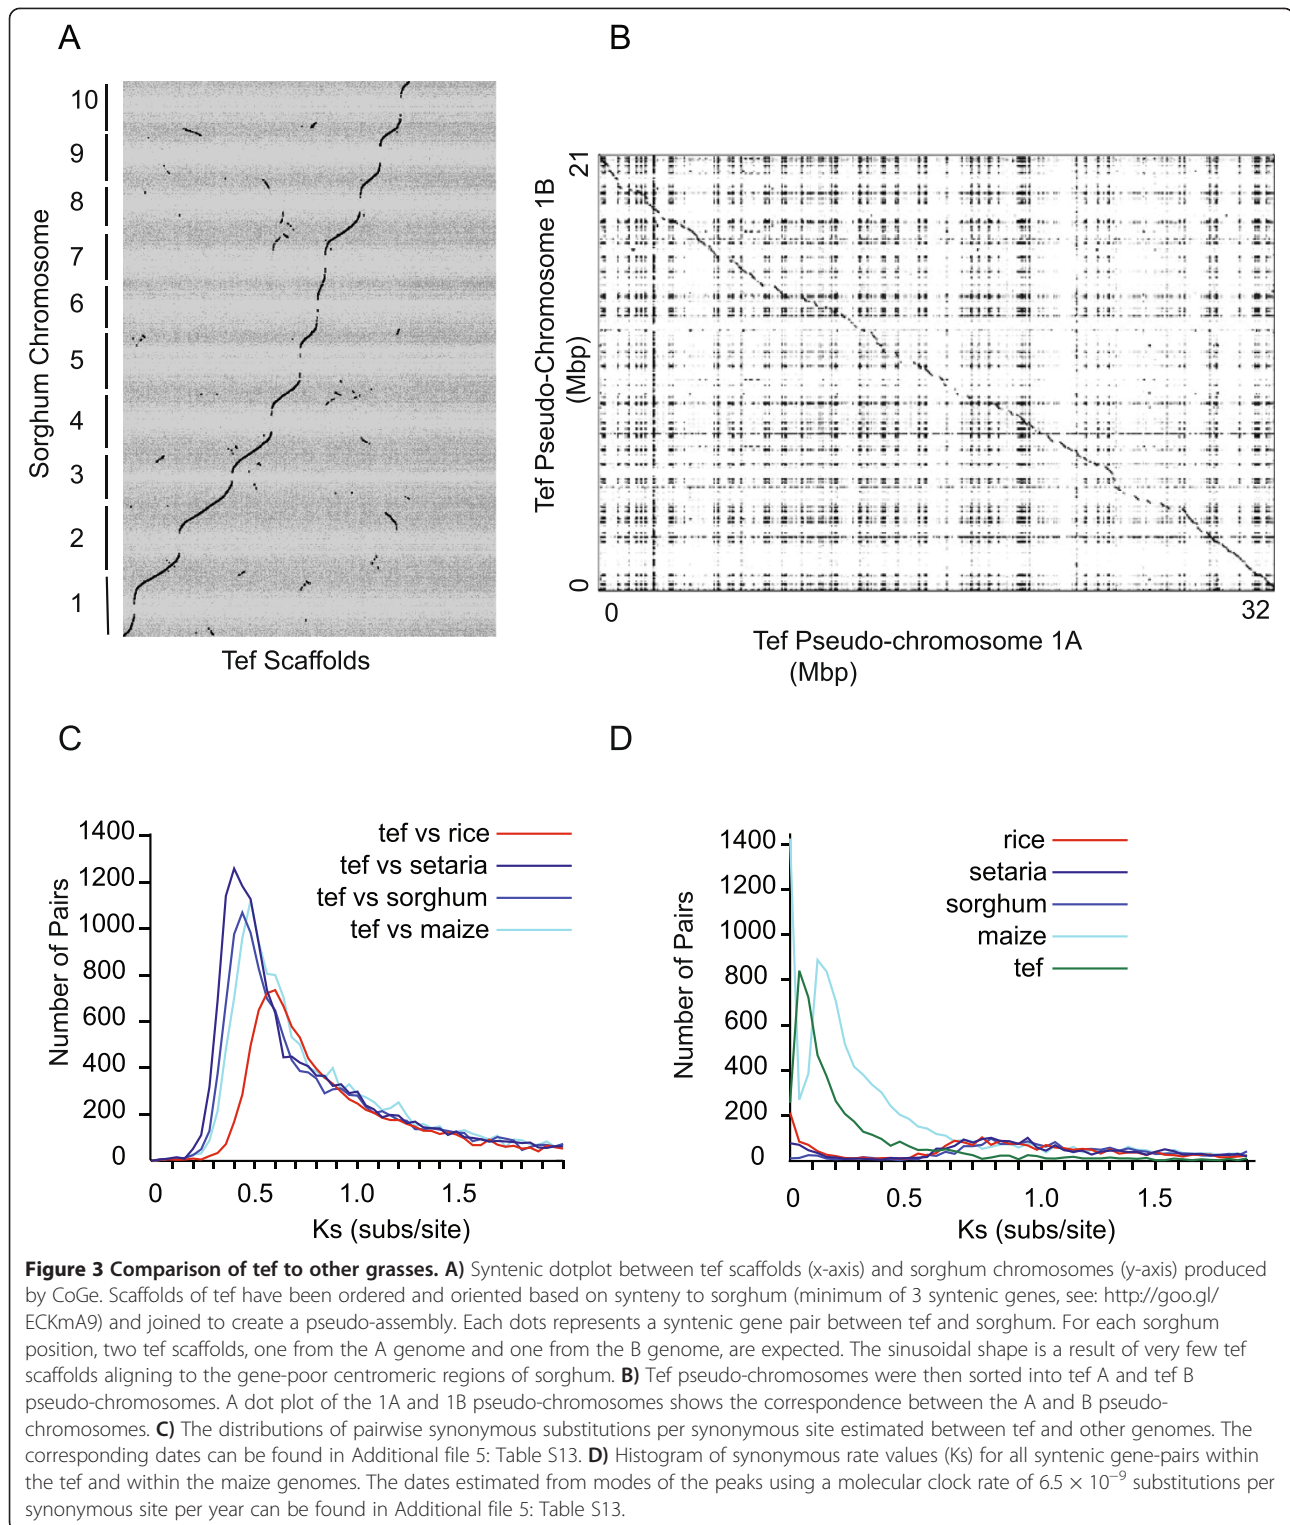 A
B
10
9
8
7
6
5
4
3
2
1
Sorghum Chromosome
Tef Scaffolds
21
0
Tef Pseudo-Chromosome 1B
(Mbp)
0
32
Tef Pseudo-chromosome 1A
(Mbp)
C
D
1400
1200
1000
800
600
400
200
0
Number of Pairs
tef vs rice
tef vs setaria
tef vs sorghum
tef vs maize
0
0.5
1.0
1.5
Ks (subs/site)
1400
1200
1000
800
600
400
200
0
Number of Pairs
rice
setaria
sorghum
maize
tef
0
0.5
1.0
1.5
Ks (subs/site)
Figure 3 Comparison of tef to other grasses. A) Syntenic dotplot between tef scaffolds (x-axis) and sorghum chromosomes (y-axis) produced
by CoGe. Scaffolds of tef have been ordered and oriented based on synteny to sorghum (minimum of 3 syntenic genes, see: http://goo.gl/
ECKmA9) and joined to create a pseudo-assembly. Each dots represents a syntenic gene pair between tef and sorghum. For each sorghum
position, two tef scaffolds, one from the A genome and one from the B genome, are expected. The sinusoidal shape is a result of very few tef
scaffolds aligning to the gene-poor centromeric regions of sorghum. B) Tef pseudo-chromosomes were then sorted into tef A and tef B
pseudo-chromosomes. A dot plot of the 1A and 1B pseudo-chromosomes shows the correspondence between the A and B pseudo-
chromosomes. C) The distributions of pairwise synonymous substitutions per synonymous site estimated between tef and other genomes. The
corresponding dates can be found in Additional file 5: Table S13. D) Histogram of synonymous rate values (Ks) for all syntenic gene-pairs within
the tef and within the maize genomes. The dates estimated from modes of the peaks using a molecular clock rate of 6.5 × 10⁻⁹ substitutions per
synonymous site per year can be found in Additional file 5: Table S13.